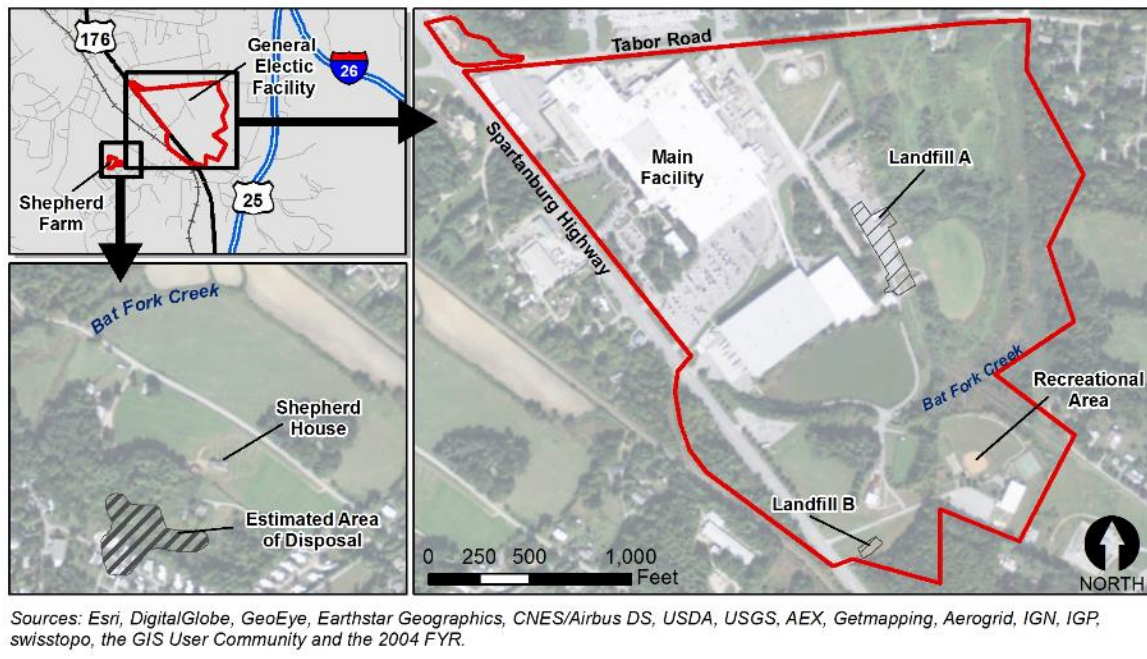 176
General
Electic
Facility
26
Shepherd
Farm
25
Bat Fork Creek
Shepherd
House
Estimated Area
of Disposal
Tabor Road
Spartanburg Highway
Main
Facility
Landfill A
Bat Fork Creek
Recreational
Area
Landfill B
0 250 500 1,000
Feet
NORTH
Sources: Esri, DigitalGlobe, GeoEye, Earthstar Geographics, CNES/Airbus DS, USDA, USGS, AEX, Getmapping, Aerogrid, IGN, IGP,
swisstopo, the GIS User Community and the 2004 FYR.